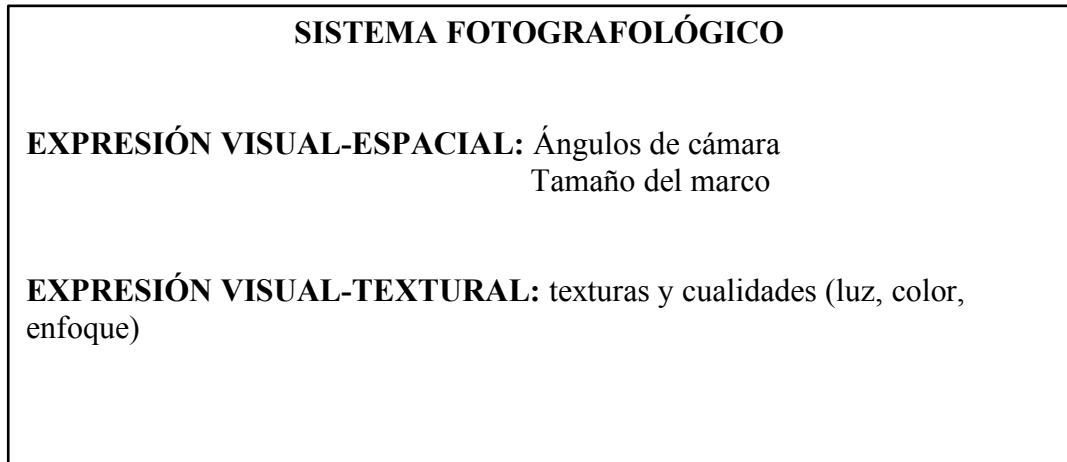 SISTEMA FOTOGRAFOLÓGICO
EXPRESIÓN VISUAL-ESPACIAL: Ángulos de cámara
Tamaño del marco
EXPRESIÓN VISUAL-TEXTURAL: texturas y cualidades (luz, color,
enfoque)